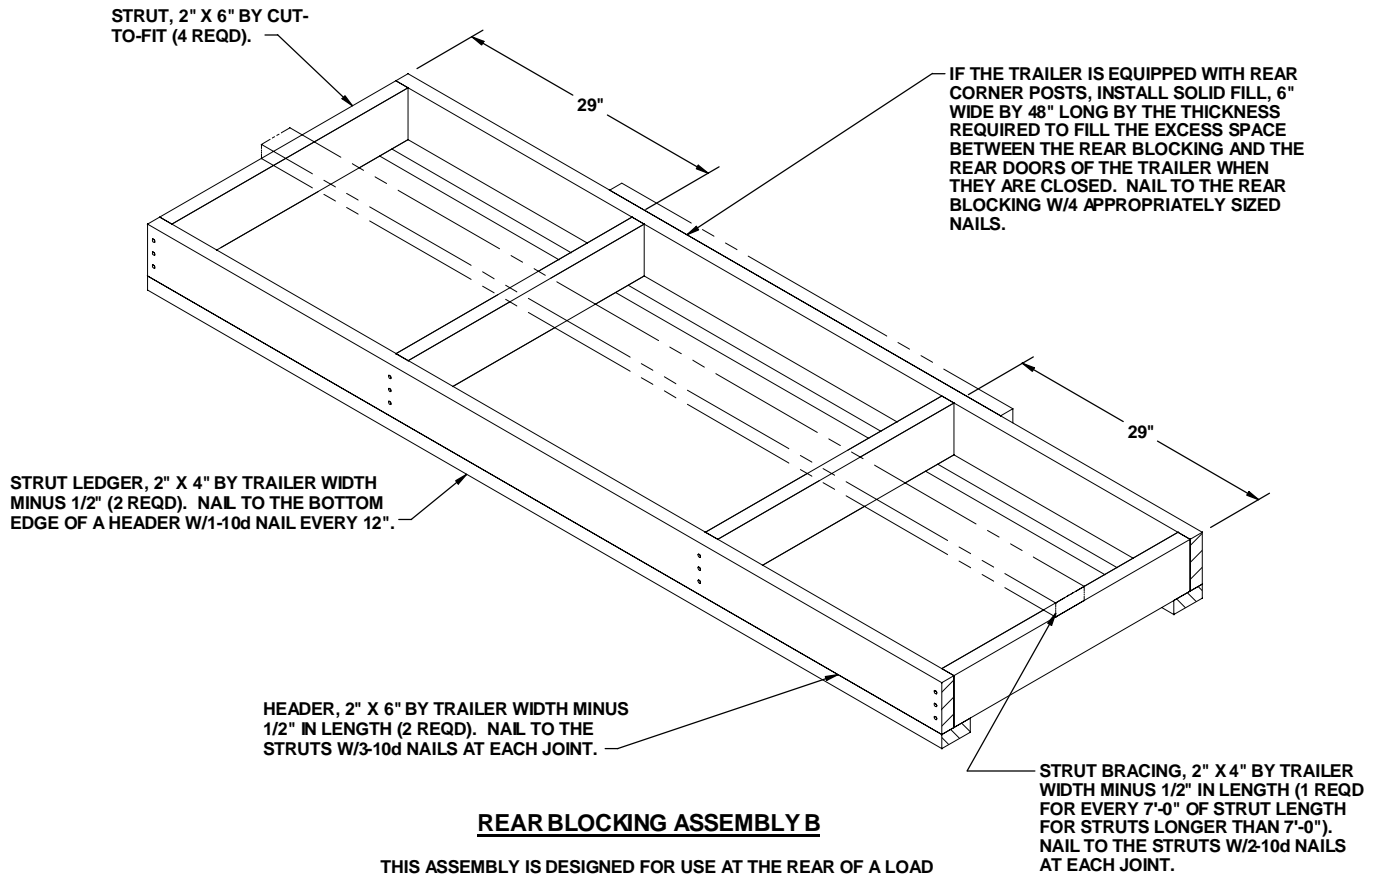 STRUT, 2" X 6" BY CUT-
TO-FIT (4 REQD).
29"
IF THE TRAILER IS EQUIPPED WITH REAR
CORNER POSTS, INSTALL SOLID FILL, 6"
WIDE BY 48" LONG BY THE THICKNESS
REQUIRED TO FILL THE EXCESS SPACE
BETWEEN THE REAR BLOCKING AND THE
REAR DOORS OF THE TRAILER WHEN
THEY ARE CLOSED. NAIL TO THE REAR
BLOCKING W/4 APPROPRIATELY SIZED
NAILS.
29"
STRUT LEDGER, 2" X 4" BY TRAILER WIDTH
MINUS 1/2" (2 REQD). NAIL TO THE BOTTOM
EDGE OF A HEADER W/1-10d NAIL EVERY 12".
HEADER, 2" X 6" BY TRAILER WIDTH MINUS
1/2" IN LENGTH (2 REQD). NAIL TO THE
STRUTS W/3-10d NAILS AT EACH JOINT.
STRUT BRACING, 2" X 4" BY TRAILER
WIDTH MINUS 1/2" IN LENGTH (1 REQD
FOR EVERY 7'-0" OF STRUT LENGTH
FOR STRUTS LONGER THAN 7'-0").
NAIL TO THE STRUTS W/2-10d NAILS
AT EACH JOINT.
REAR BLOCKING ASSEMBLY B
THIS ASSEMBLY IS DESIGNED FOR USE AT THE REAR OF A LOAD